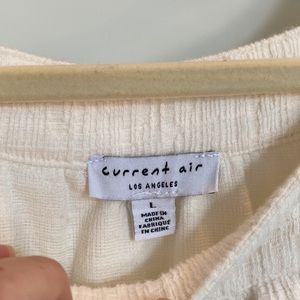 current air
LOS ANGELES
L
MADE IN
CHINA
FABRIQUÉ
EN CHINE